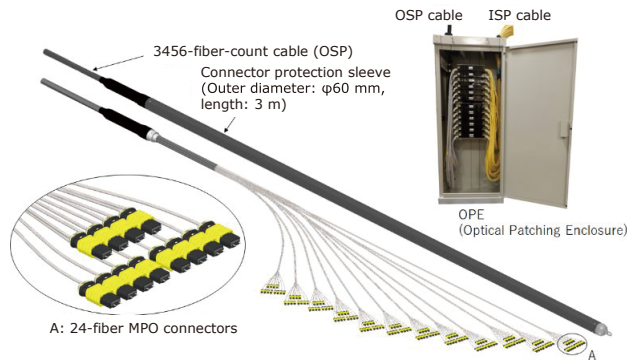 OSP cable
ISP cable
3456-fiber-count cable (OSP)
Connector protection sleeve
(Outer diameter: φ60 mm,
length: 3 m)
OPE
(Optical Patching Enclosure)
A: 24-fiber MPO connectors
A